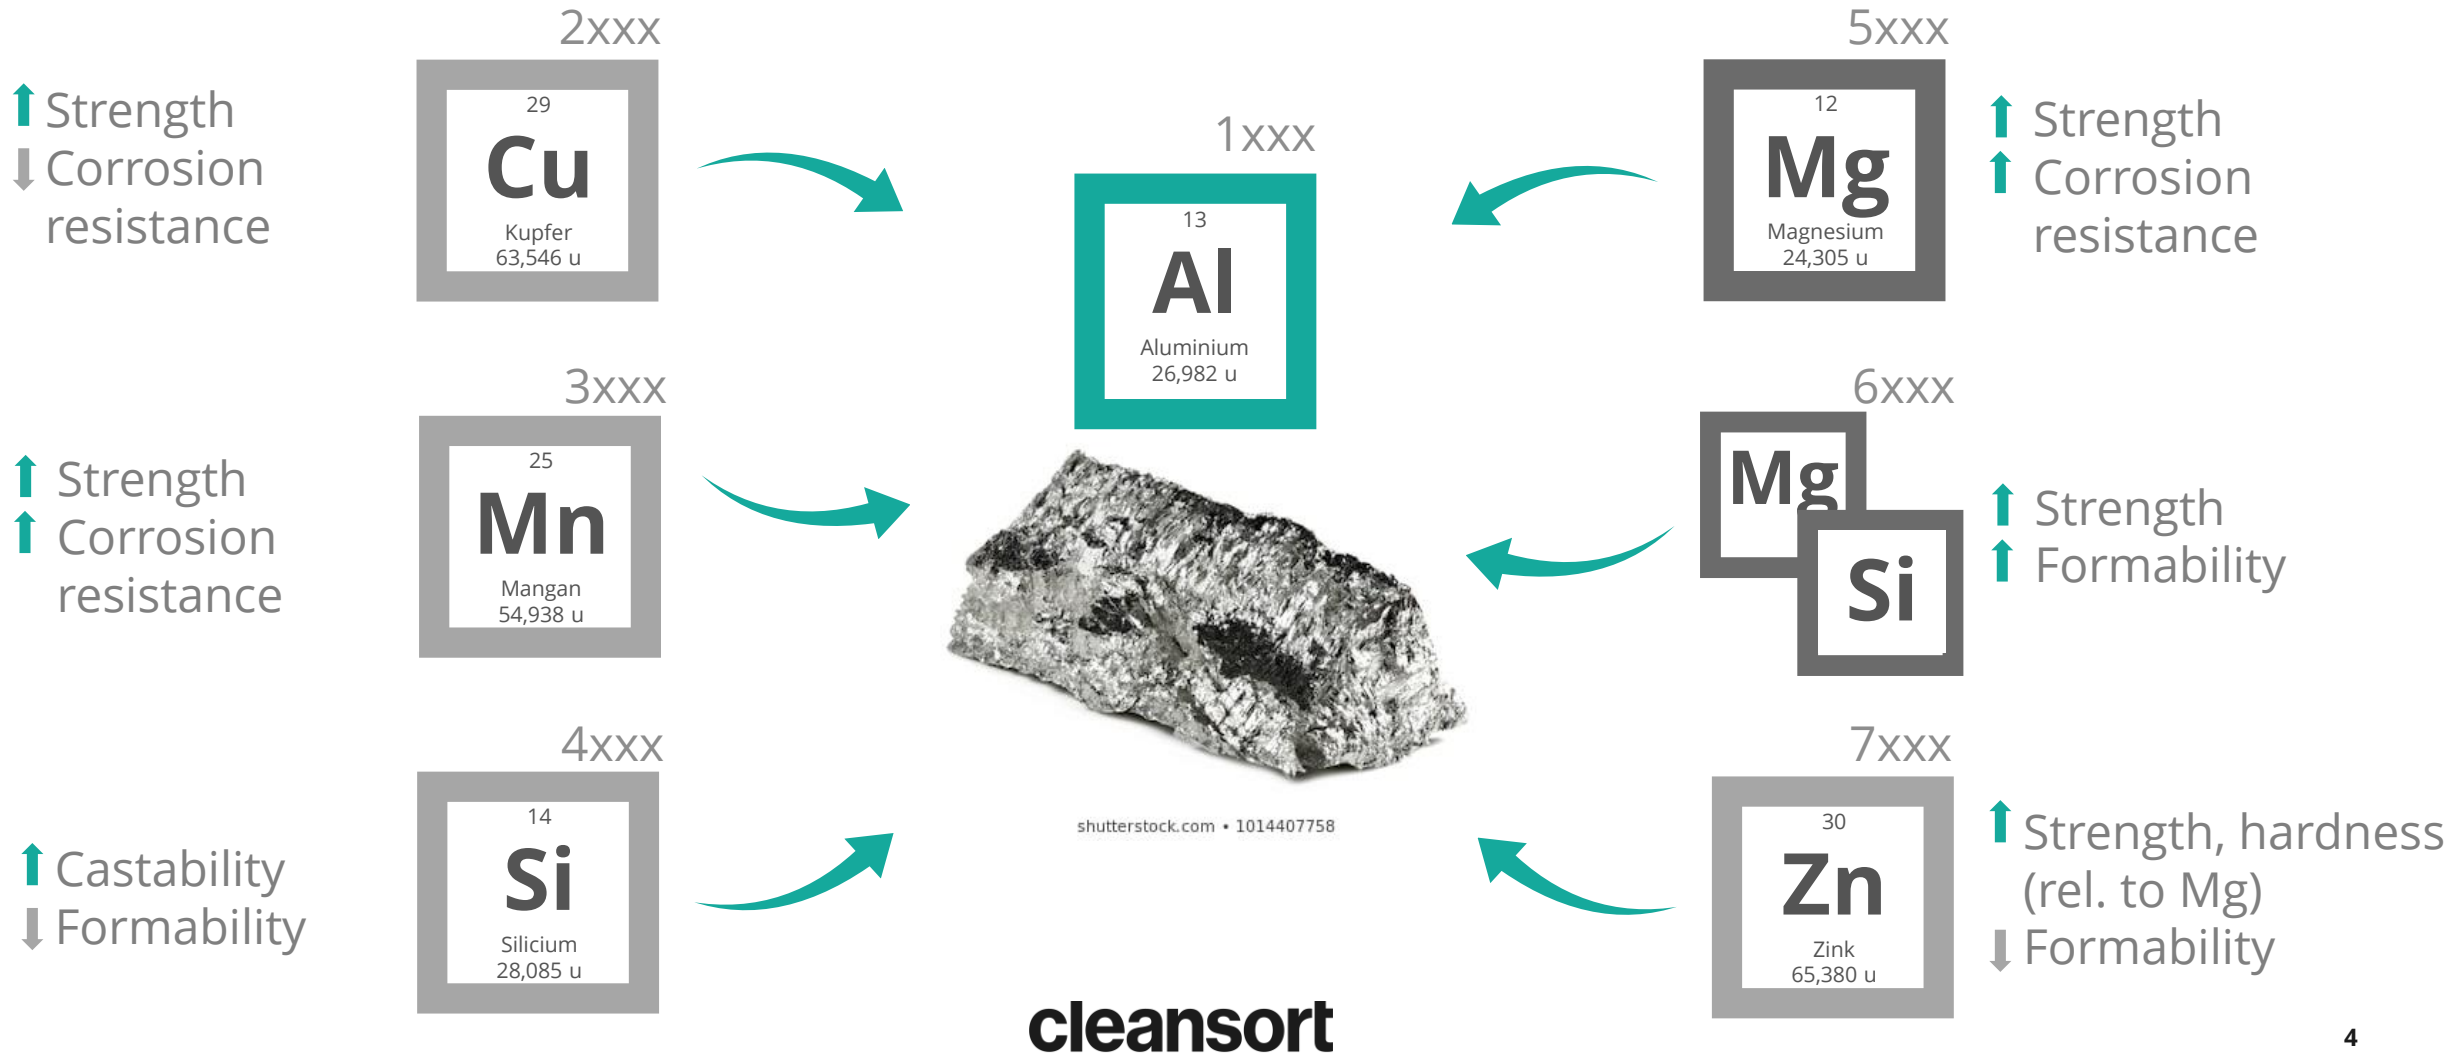 2xxx
Strength
Corrosion
resistance
29
Cu
Kupfer
63,546 u
3xxx
Strength
Corrosion
resistance
25
Mn
Mangan
54,938 u
4xxx
Castability
Formability
14
Si
Silicium
28,085 u
1xxx
13
Al
Aluminium
26,982 u
shutterstock.com • 1014407758
5xxx
12
Mg
Magnesium
24,305 u
Strength
Corrosion
resistance
6xxx
Mg
Si
Strength
Formability
7xxx
30
Zn
Zink
65,380 u
Strength, hardness
(rel. to Mg)
Formability
cleansort
4